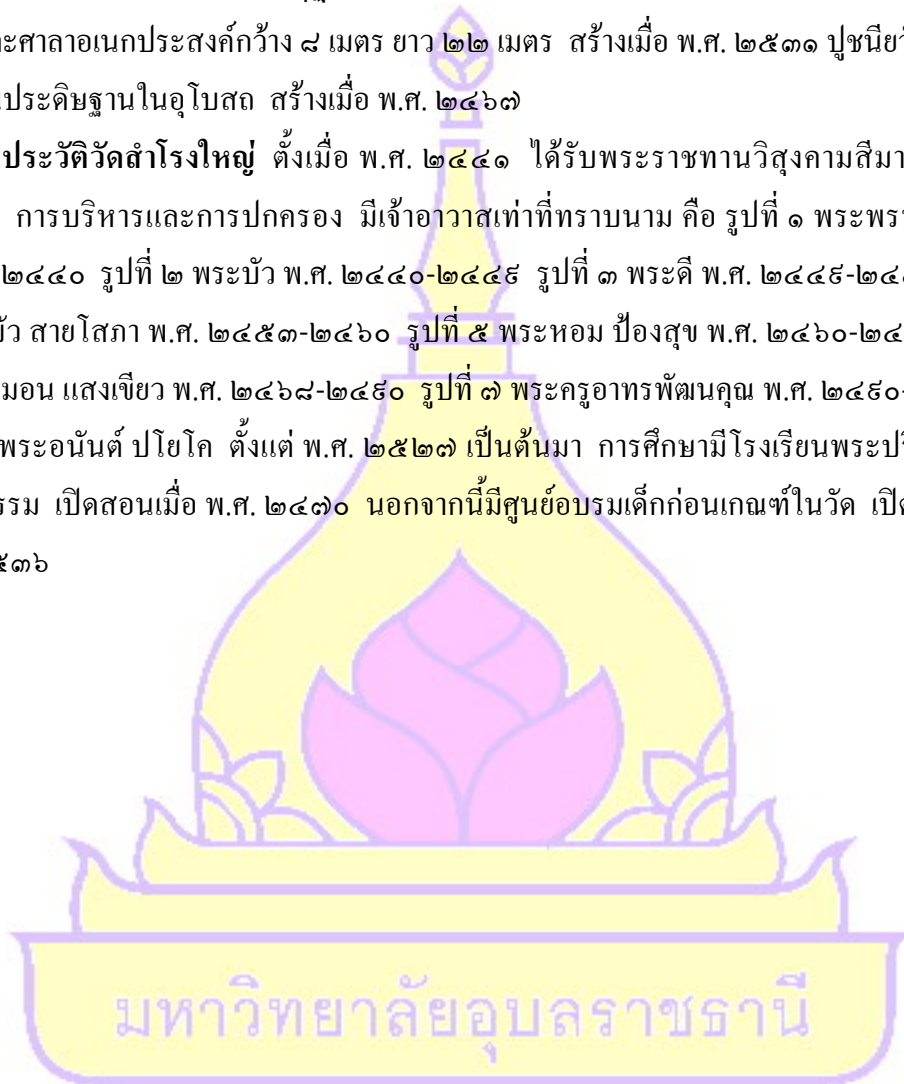 ะศาลาอเนกประสงค์กว้าง ๘ เมตร ยาว ๒๒ เมตร สร้างเมื่อ พ.ศ. ๒๕๓๑ ปูชนียวั
ประดิษฐานในอุโบสถ สร้างเมื่อ พ.ศ. ๒๔๖๗
ประวัติวัดสำโรงใหญ่ ตั้งเมื่อ พ.ศ. ๒๔๔๑ ได้รับพระราชทานวิสุงคามสีมา
การบริหารและการปกครอง มีเจ้าอาวาสเท่าที่ทราบนาม คือ รูปที่ ๑ พระพร
๒๔๔๐ รูปที่ ๒ พระบัว พ.ศ. ๒๔๔๐-๒๔๔๙ รูปที่ ๓ พระดี พ.ศ. ๒๔๔๙-๒๔
ัว สายโสภา พ.ศ. ๒๔๕๓-๒๔๖๐ รูปที่ ๕ พระหอม ป้องสุข พ.ศ. ๒๔๖๐-๒๔
มอน แสงเขียว พ.ศ. ๒๔๖๘-๒๔๙๐ รูปที่ ๗ พระครูอาทรพัฒนคุณ พ.ศ. ๒๔๙๐-
พระอนันต์ ปโยโค ตั้งแต่ พ.ศ. ๒๕๒๗ เป็นต้นมา การศึกษามีโรงเรียนพระปริ
รรม เปิดสอนเมื่อ พ.ศ. ๒๔๗๐ นอกจากนี้มีศูนย์อบรมเด็กก่อนเกณฑ์ในวัด เปิด
๕๓๖
มหาวิทยาลัยอุบลราชธานี